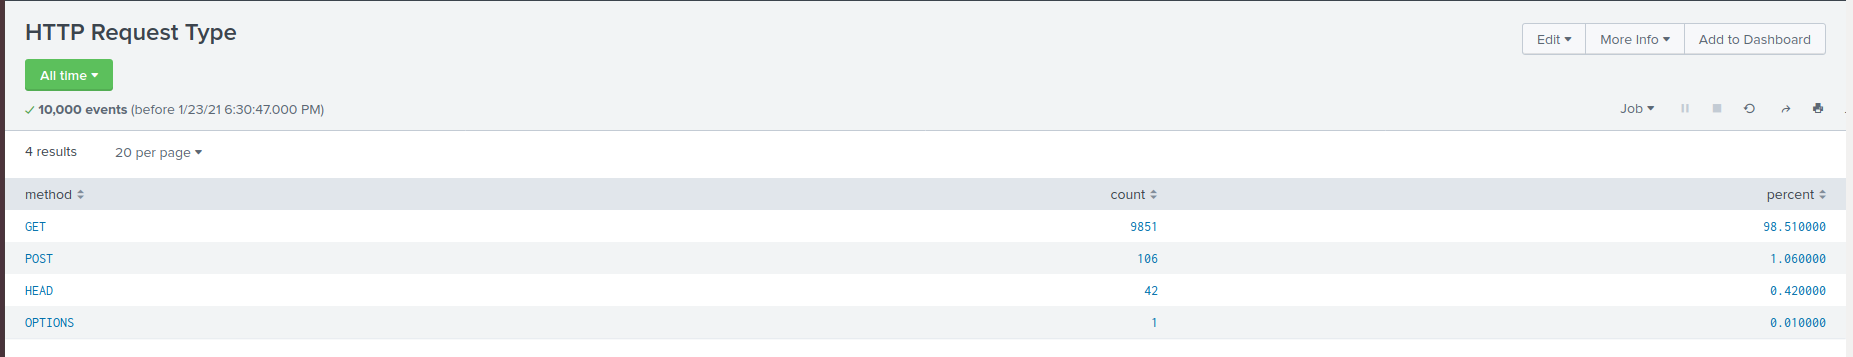 HTTP Request Type
Edit More Info Add to Dashboard
All time
10,000 events (before 1/23/21 6:30:47.000 PM)
Job
4 results 20 per page
method count percent
GET 9851 98.510000
POST 106 1.060000
HEAD 42 0.420000
OPTIONS 1 0.010000